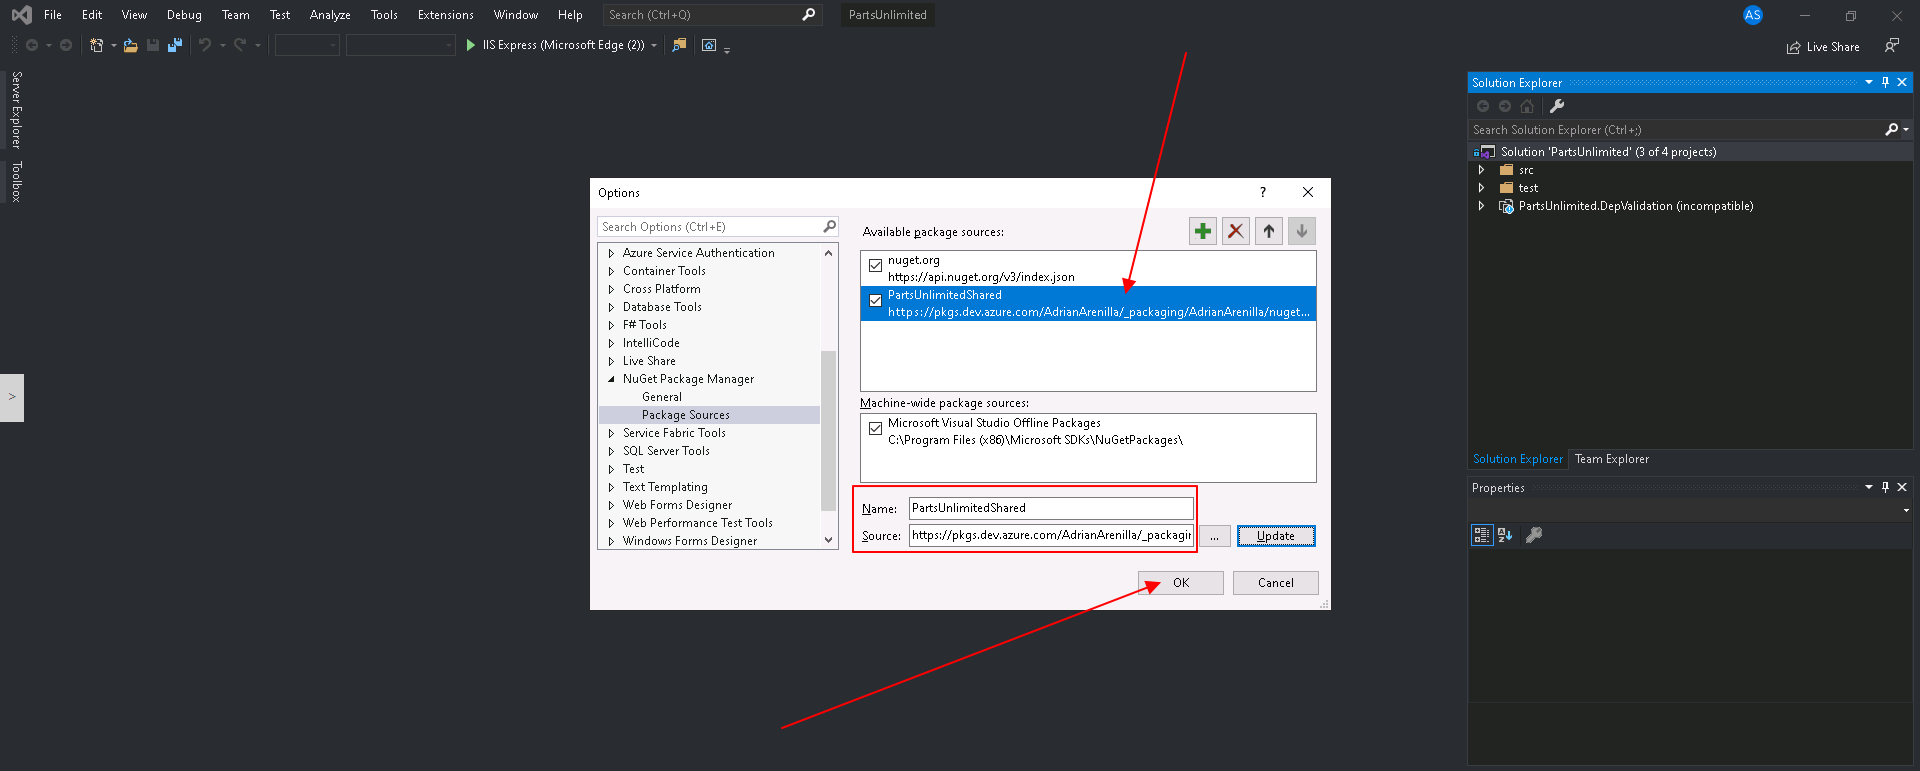 File Edit View Debug Team Test Analyze Tools Extensions Window Help Search (Ctrl+Q) PartsUnlimited AS
IIS Express (Microsoft Edge (2)) Live Share
Server Explorer
Toolbox
>
Options ?
Search Options (Ctrl+E)
Azure Service Authentication
Container Tools
Cross Platform
Database Tools
F# Tools
IntelliCode
Live Share
NuGet Package Manager
General
Package Sources
Service Fabric Tools
SQL Server Tools
Test
Text Templating
Web Forms Designer
Web Performance Test Tools
Windows Forms Designer
Available package sources:
nuget.org
https://api.nuget.org/v3/index.json
PartsUnlimitedShared
https://pkgs.dev.azure.com/AdrianArenilla/_packaging/AdrianArenilla/nuget...
Machine-wide package sources:
Microsoft Visual Studio Offline Packages
C:\Program Files (x86)\Microsoft SDKs\NuGetPackages\
Name: PartsUnlimitedShared
Source: https://pkgs.dev.azure.com/AdrianArenilla/_packagin ... Update
OK Cancel
Solution Explorer
Search Solution Explorer (Ctrl+;)
Solution 'PartsUnlimited' (3 of 4 projects)
src
test
PartsUnlimited.DepValidation (incompatible)
Solution Explorer Team Explorer
Properties